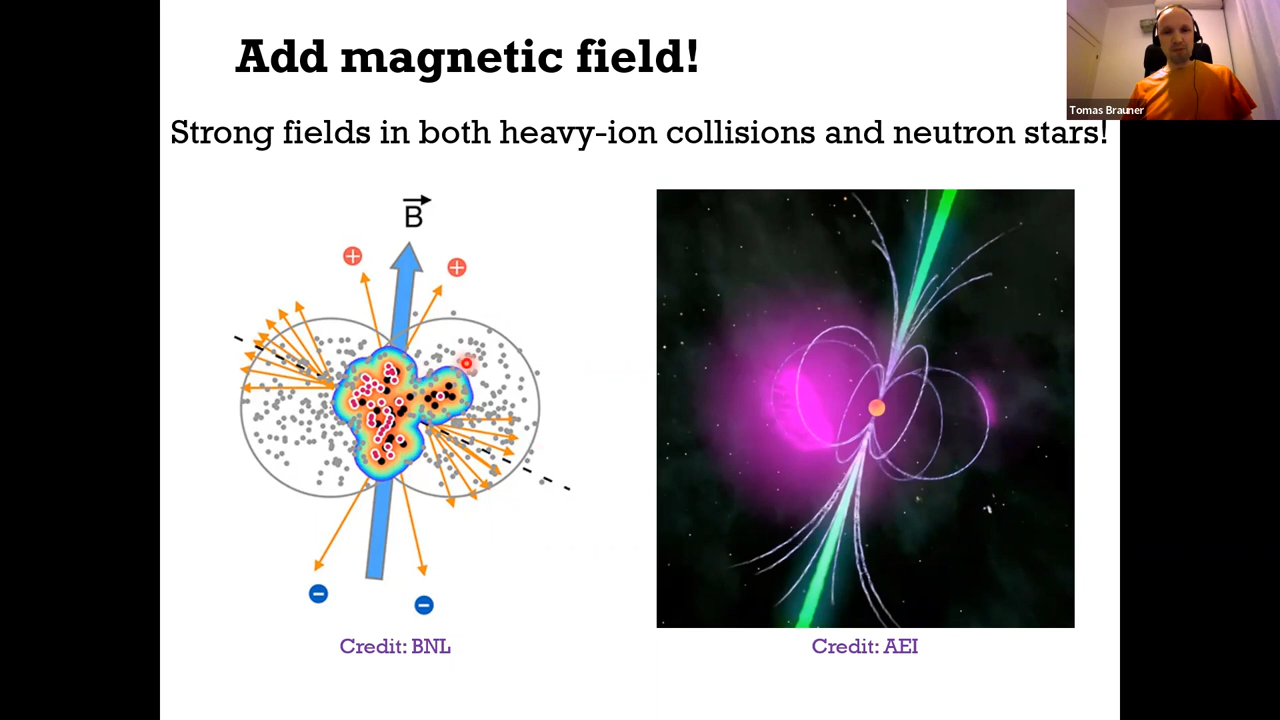 Add magnetic field!
Tomas Brauner
Strong fields in both heavy-ion collisions and neutron stars!
B
+
+
−
−
Credit: BNL
Credit: AEI